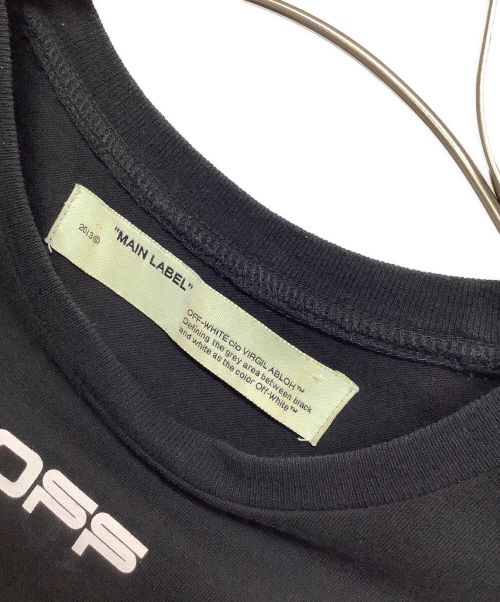 2013©
"MAIN LABEL"
OFF-WHITE c/o VIRGIL ABLOH™
Defining the grey area between black
and white as the color Off-White™
OFF